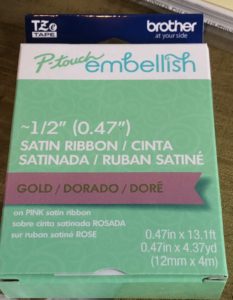 TZe
TAPE
brother
at your side
P-touch
embellish
~1/2" (0.47")
SATIN RIBBON / CINTA
SATINADA / RUBAN SATINÉ
GOLD / DORADO / DORÉ
on PINK satin ribbon
sobre cinta satinada ROSADA
sur ruban satiné ROSE
0.47in x 13.1ft
0.47in x 4.37yd
(12mm x 4m)